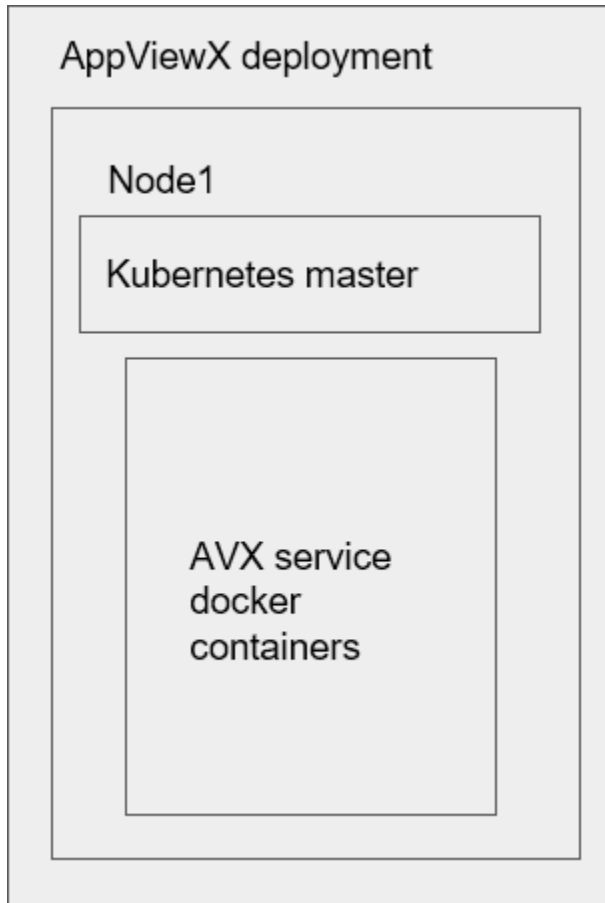 AppViewX deployment
Node1
Kubernetes master
AVX service
docker
containers